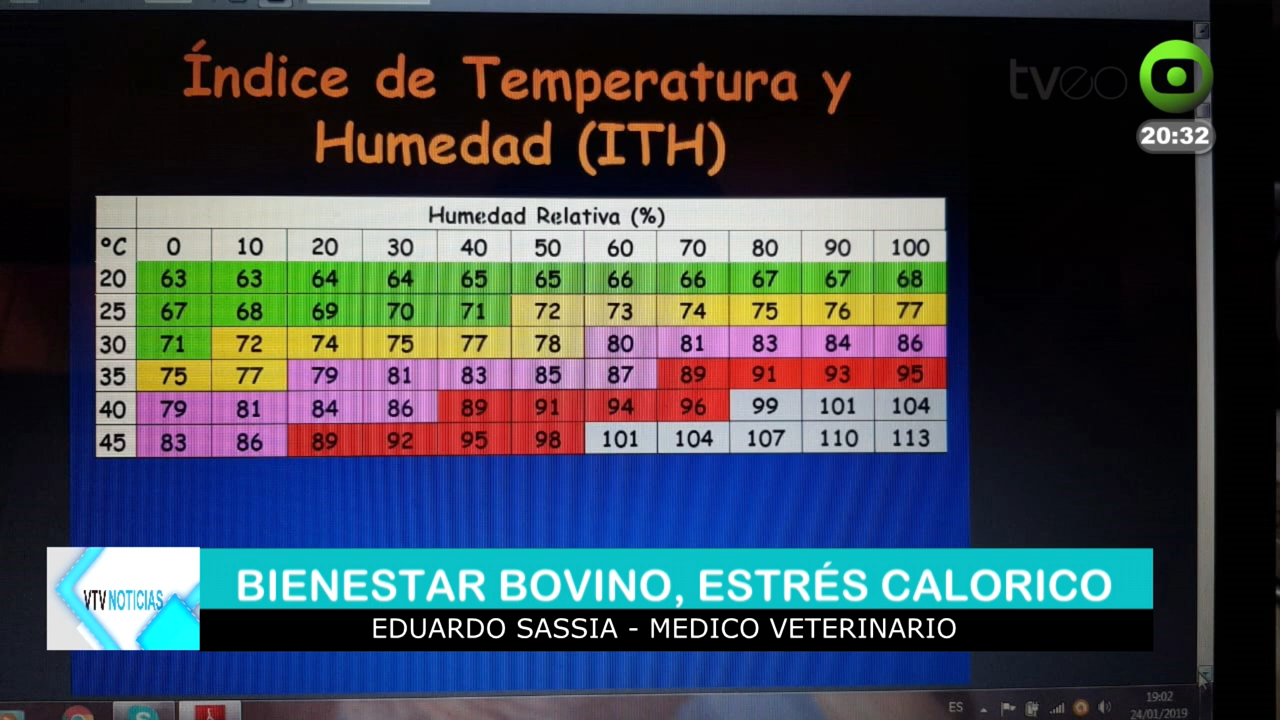 Índice de Temperatura y
Humedad (ITH)
tveo
20:32
Humedad Relativa (%)
ºC 0 10 20 30 40 50 60 70 80 90 100
20 63 63 64 64 65 65 66 66 67 67 68
25 67 68 69 70 71 72 73 74 75 76 77
30 71 72 74 75 77 78 80 81 83 84 86
35 75 77 79 81 83 85 87 89 91 93 95
40 79 81 84 86 89 91 94 96 99 101 104
45 83 86 89 92 95 98 101 104 107 110 113
VTV NOTICIAS
BIENESTAR BOVINO, ESTRÉS CALORICO
EDUARDO SASSIA - MEDICO VETERINARIO
ES
19:02
24/01/2019